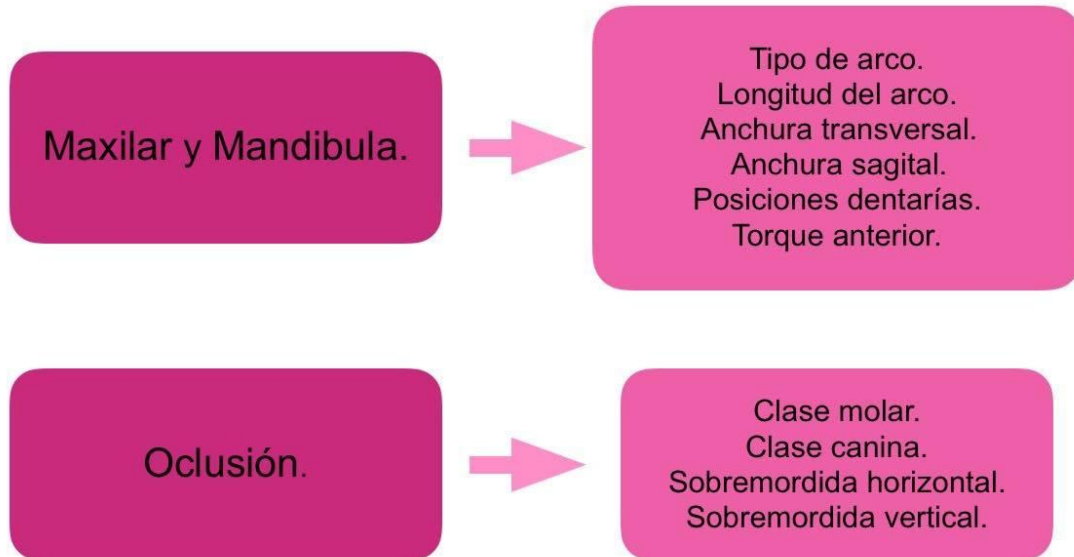 Maxilar y Mandibula.
Tipo de arco.
Longitud del arco.
Anchura transversal.
Anchura sagital.
Posiciones dentarías.
Torque anterior.
Oclusión.
Clase molar.
Clase canina.
Sobremordida horizontal.
Sobremordida vertical.